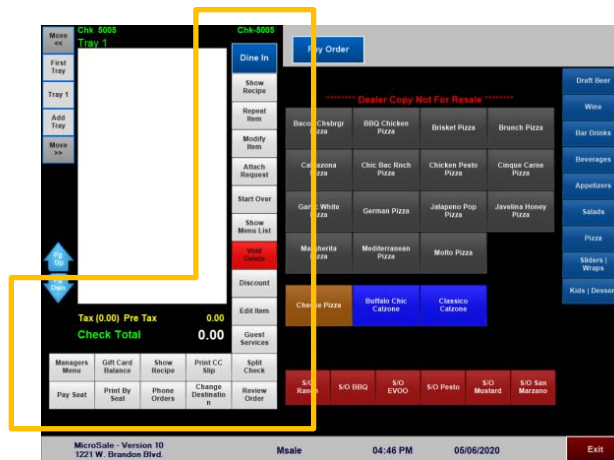 Chk 5005
Chk-5005
Tray 1
Move
<<
First
Tray
Tray 1
Add
Tray
Move
>>
Pg
Up
Pg
Dwn
Dine In
Show
Recipe
Repeat
Item
Modify
Item
Attach
Request
Start Over
Show
Menu List
Void
Delete
Discount
Edit Item
Guest
Services
Tax (0.00) Pre Tax 0.00
Check Total 0.00
Managers
Menu
Gift Card
Balance
Show
Recipe
Print CC
Slip
Split
Check
Pay Seat
Print By
Seat
Phone
Orders
Change
Destinatio
n
Review
Order
Pay Order
-------- Dealer Copy Not For Resale --------
Bacon Chsbrgr
Pizza
BBQ Chicken
Pizza
Brisket Pizza
Brunch Pizza
Calzazona
Pizza
Chic Bac Rnch
Pizza
Chicken Pesto
Pizza
Cinque Carne
Pizza
Garlic White
Pizza
German Pizza
Jalapeno Pop
Pizza
Javelina Honey
Pizza
Margherita
Pizza
Mediterranean
Pizza
Molto Pizza
Cheese Pizza
Buffalo Chic
Calzone
Classico
Calzone
S/O
Ranch
S/O BBQ
S/O
EVOO
S/O Pesto
S/O
Mustard
S/O San
Marzano
Draft Beer
Wine
Bar Drinks
Beverages
Appetizers
Salads
Pizza
Sliders |
Wraps
Kids | Desser
MicroSale - Version 10
1221 W. Brandon Blvd.
Msale
04:46 PM
05/06/2020
Exit